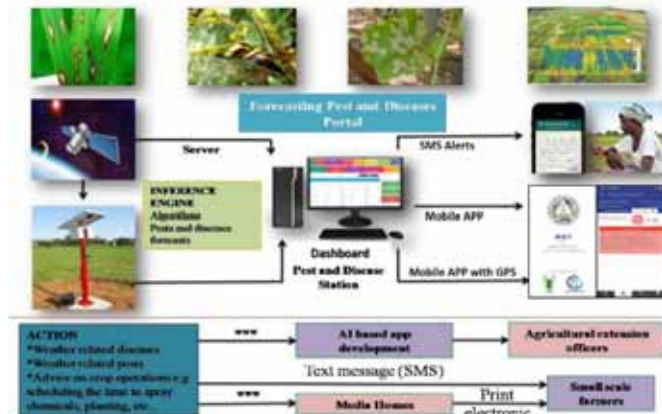 Forecasting Pest and Diseases
Portal
Server
SMS Alerts
INFERENCE
ENGINE
Algorithms
Pests and diseases
forecasts
Mobile APP
Dashboard
Pest and Disease
Station
Mobile APP with GPS
ACTION
*Weather related diseases
*Weather related pests
*Advice on crop operations e.g
scheduling the time to spray
chemicals, planting, etc..
***
AI based app
development
Agricultural extension
officers
Text message (SMS)
Small scale
farmers
***
Media Homes
Print
electronic